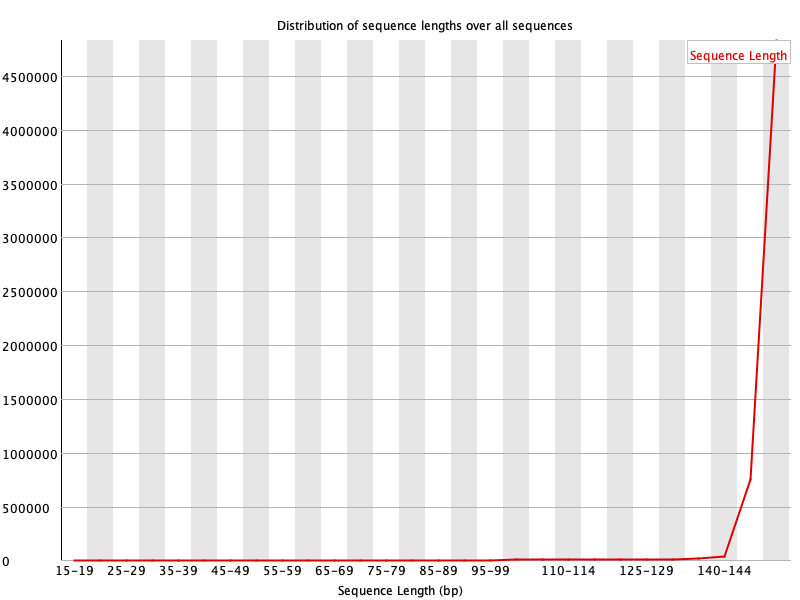 Distribution of sequence lengths over all sequences
Sequence Length
4500000
4000000
3500000
3000000
2500000
2000000
1500000
1000000
500000
0
15-19 25-29 35-39 45-49 55-59 65-69 75-79 85-89 95-99 110-114 125-129 140-144
Sequence Length (bp)